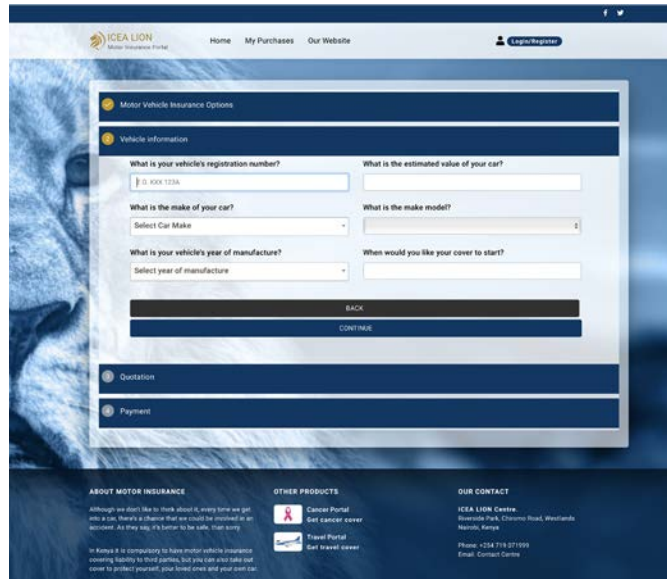 f
ICEA LION
Motor Insurance Portal
Home My Purchases Our Website Login/Register
Motor Vehicle Insurance Options
2 Vehicle information
What is your vehicle's registration number? What is the estimated value of your car?
E.G. KXX 123A
What is the make of your car? What is the make model?
Select Car Make
What is your vehicle's year of manufacture? When would you like your cover to start?
Select year of manufacture
BACK
CONTINUE
3 Quotation
4 Payment
ABOUT MOTOR INSURANCE
Although we don't like to think about it, every time we get
into a car, there's a chance that we could be involved in an
accident. As they say, it's better to be safe, than sorry.
In Kenya it is compulsory to have motor vehicle insurance
covering liability to third parties, but you can also take out
cover to protect yourself, your loved ones and your own car.
OTHER PRODUCTS
Cancer Portal
Get cancer cover
Travel Portal
Get travel cover
OUR CONTACT
ICEA LION Centre.
Riverside Park, Chiromo Road, Westlands
Nairobi, Kenya
Phone: +254 719 071999
Email: Contact Centre